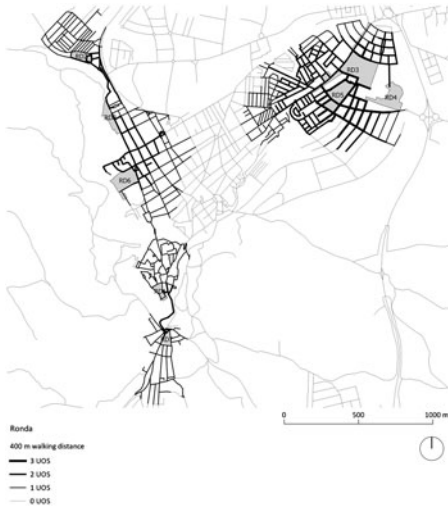 RD3
RD4
RD5
RD6
Ronda
0 500 1000 m
400 m walking distance
3 UOS
2 UOS
1 UOS
0 UOS